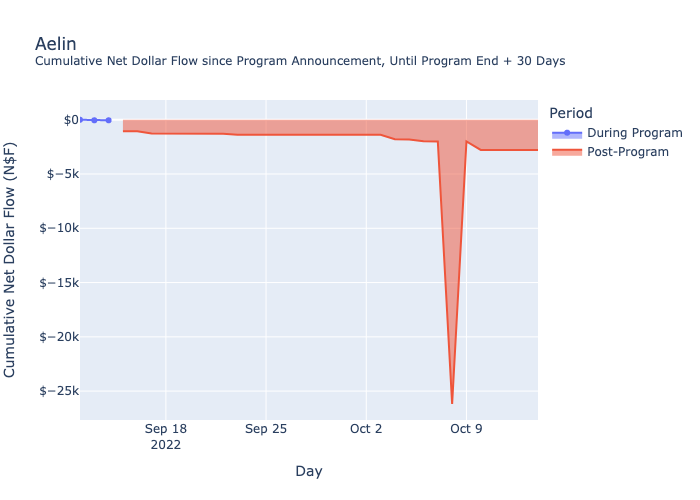 Aelin
Cumulative Net Dollar Flow since Program Announcement, Until Program End + 30 Days
Cumulative Net Dollar Flow (N$F)
$0
$−5k
$−10k
$−15k
$−20k
$−25k
Sep 18
2022
Sep 25
Oct 2
Oct 9
Day
Period
During Program
Post-Program